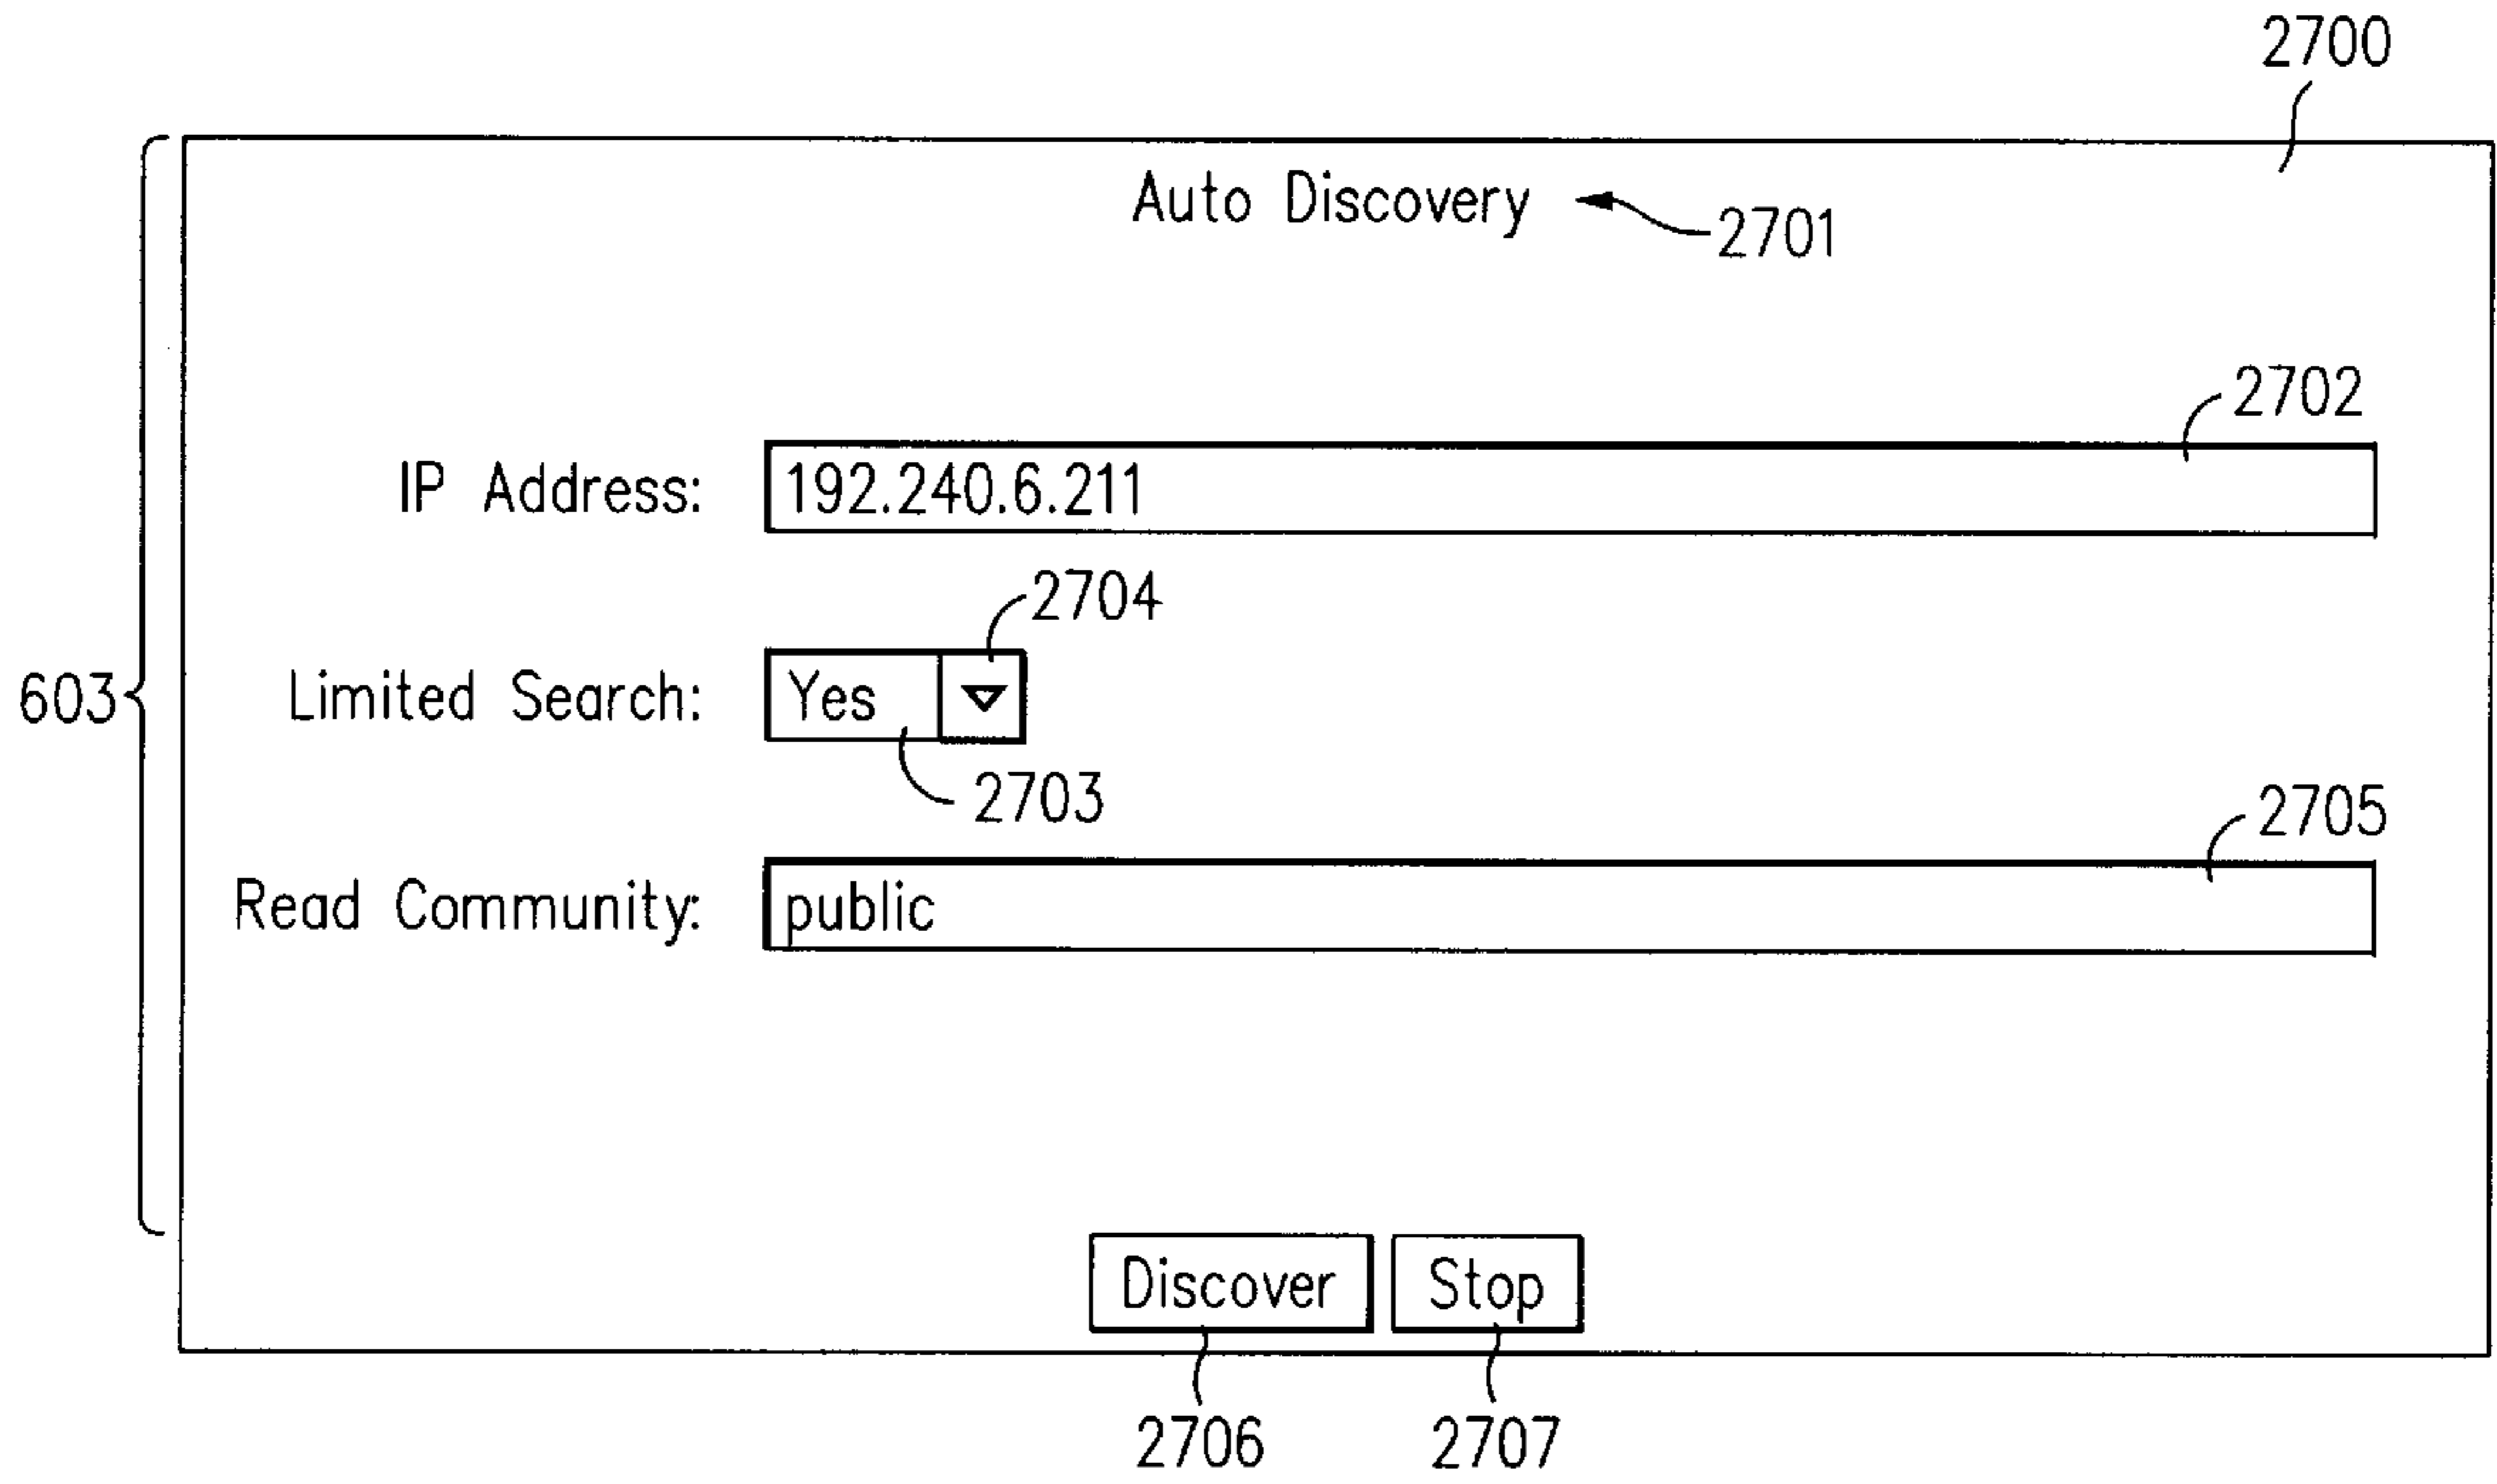 2700
Auto Discovery
2701
2702
IP Address: 192.240.6.211
2704
603
Limited Search: Yes
2703
2705
Read Community: public
Discover Stop
2706 2707